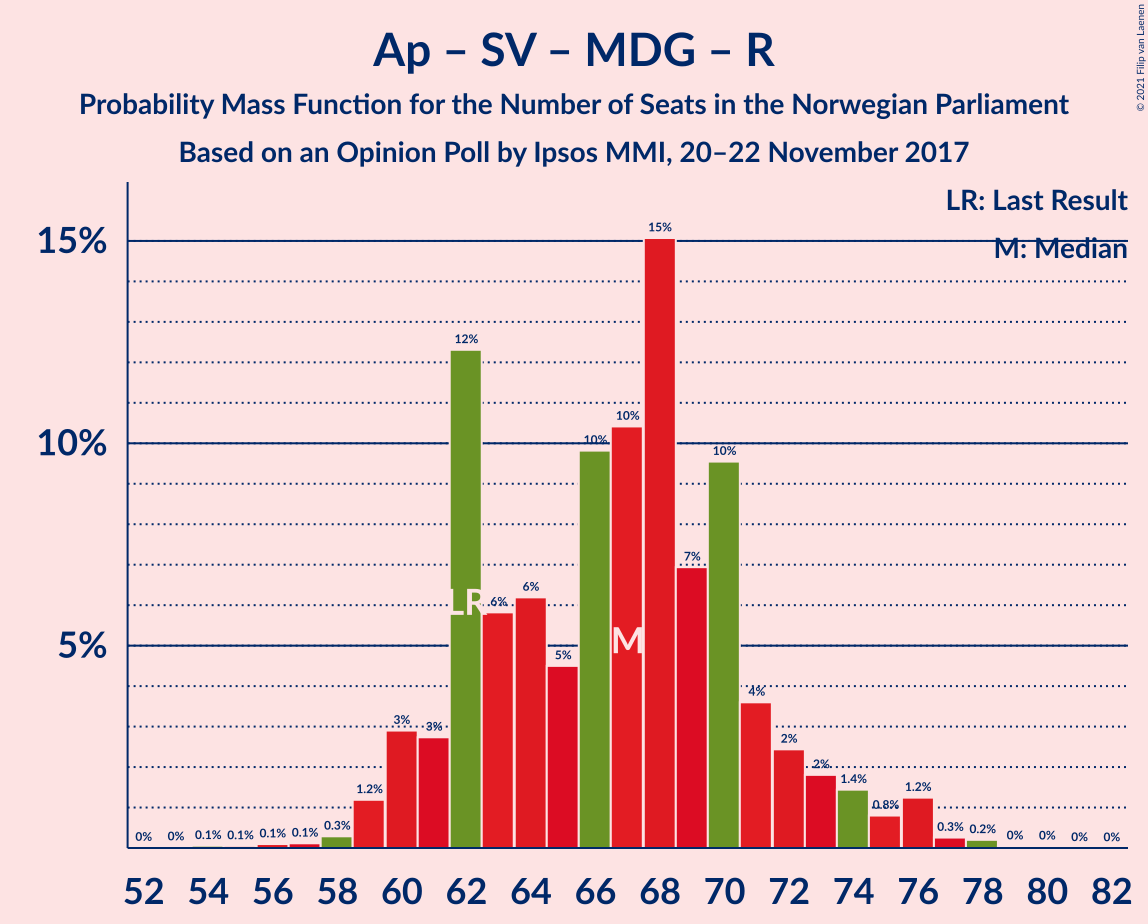 Ap – SV – MDG – R
Probability Mass Function for the Number of Seats in the Norwegian Parliament
Based on an Opinion Poll by Ipsos MMI, 20–22 November 2017
© 2021 Filip van Laenen
LR: Last Result
M: Median
15%
10%
5%
0% 0% 0.1% 0.1% 0.1% 0.1% 0.3% 1.2% 3% 3% 12% 6% 6% 5% 10% 10% 15% 7% 10% 4% 2% 2% 1.4% 0.8% 1.2% 0.3% 0.2% 0% 0% 0% 0%
LR
M
52 54 56 58 60 62 64 66 68 70 72 74 76 78 80 82